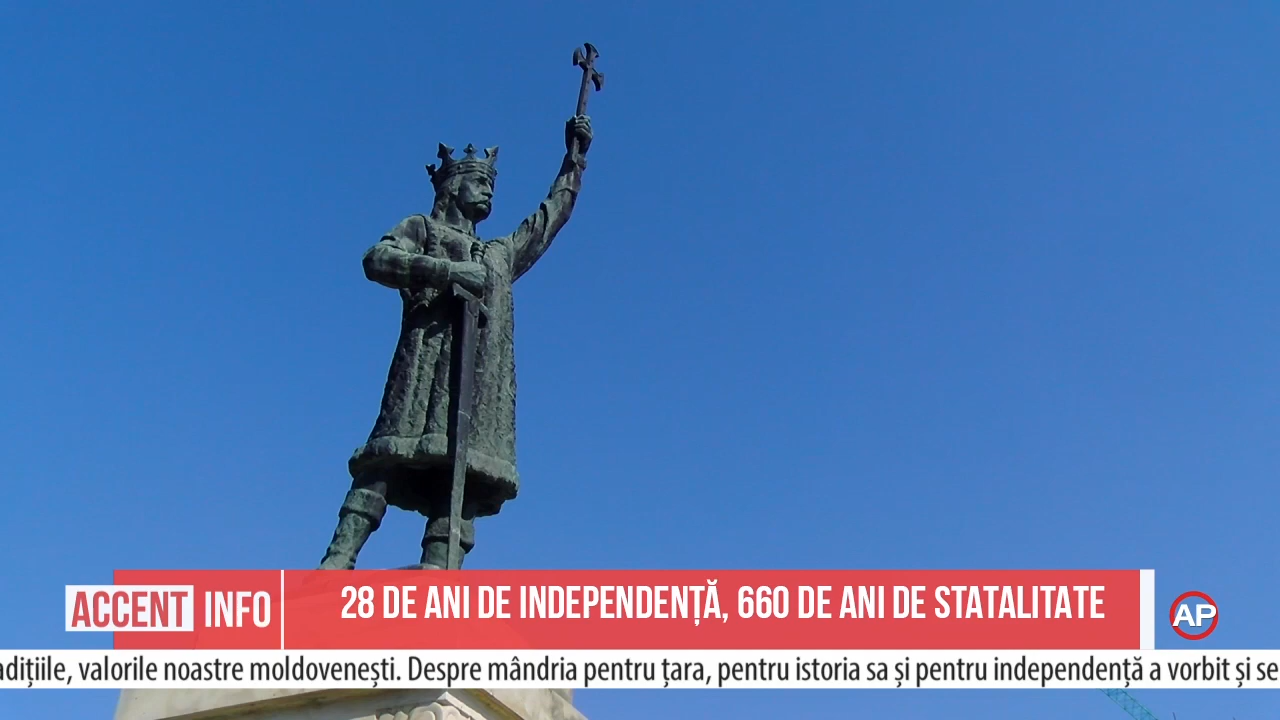 28 DE ANI DE INDEPENDENȚĂ, 660 DE ANI DE STATALITATE
ACCENT INFO
AP
valorile noastre moldovenești. Despre mândria pentru țara, pentru istoria sa și pentru independență a vorbit și se